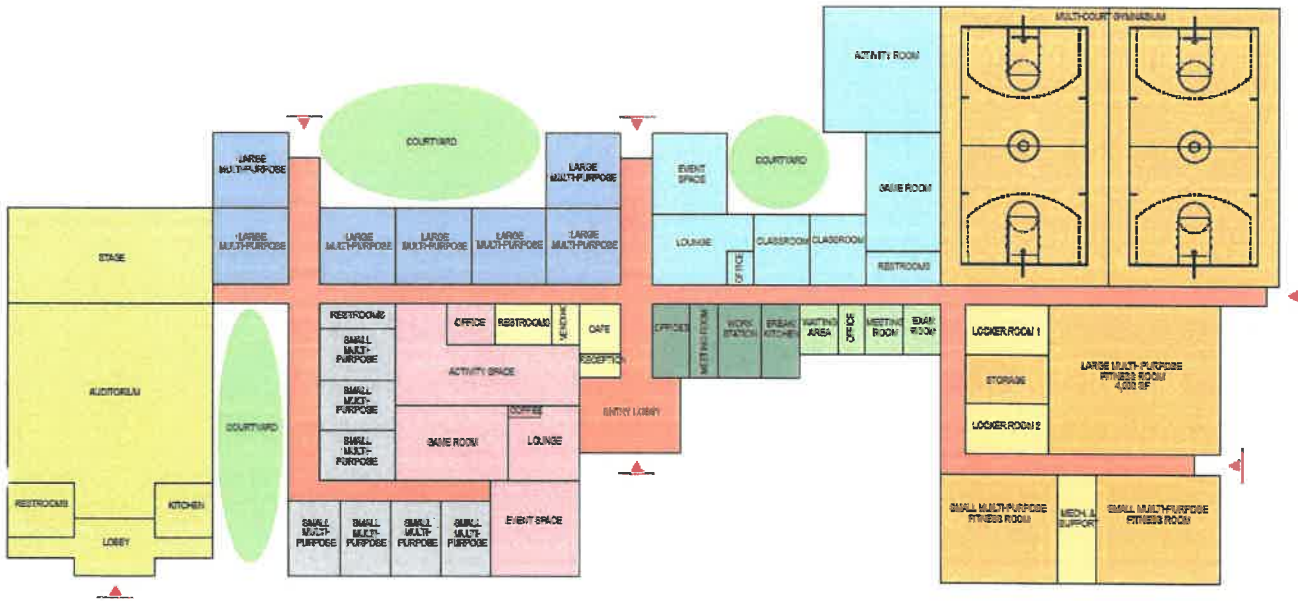 MULTI-COURT GYMNASIUM
ACTIVITY ROOM
COURTYARD
COURTYARD
LARGE
MULTI-PURPOSE
LARGE
MULTI-PURPOSE
EVENT
SPACE
GAME ROOM
LARGE
MULTI-PURPOSE
LARGE
MULTI-PURPOSE
LARGE
MULTI-PURPOSE
LARGE
MULTI-PURPOSE
LARGE
MULTI-PURPOSE
LOUNGE
OFFICE
CLASSROOM
CLASSROOM
RESTROOMS
STAGE
RESTROOMS
OFFICE
RESTROOMS
VENDING
CAFE
RECEPTION
OFFICES
MEETING ROOM
WORK
STATION
BREAK
KITCHEN
WAITING
AREA
OFFICE
MEETING
ROOM
EXAM
ROOM
LOCKER ROOM 1
STORAGE
LOCKER ROOM 2
LARGE MULTI-PURPOSE
FITNESS ROOM
4,000 SF
SMALL
MULTI-
PURPOSE
SMALL
MULTI-
PURPOSE
SMALL
MULTI-
PURPOSE
ACTIVITY SPACE
COFFEE
GAME ROOM
LOUNGE
ENTRY LOBBY
AUDITORIUM
COURTYARD
RESTROOMS
KITCHEN
LOBBY
SMALL
MULTI-
PURPOSE
SMALL
MULTI-
PURPOSE
SMALL
MULTI-
PURPOSE
SMALL
MULTI-
PURPOSE
EVENT SPACE
SMALL MULTI-PURPOSE
FITNESS ROOM
MECH. &
SUPPORT
SMALL MULTI-PURPOSE
FITNESS ROOM